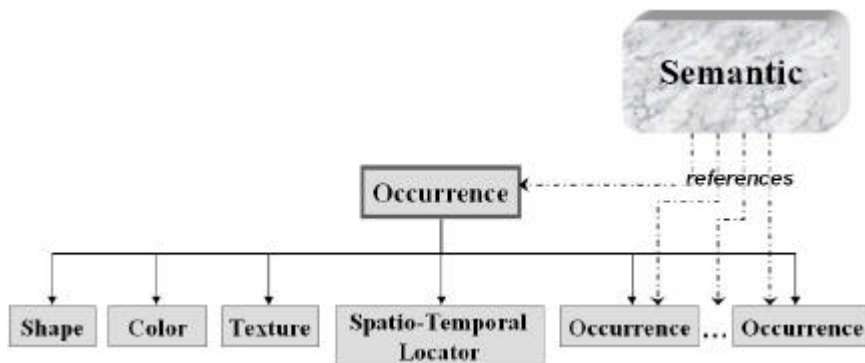 Semantic
references
Occurrence
Shape
Color
Texture
Spatio-Temporal
Locator
Occurrence
...
Occurrence